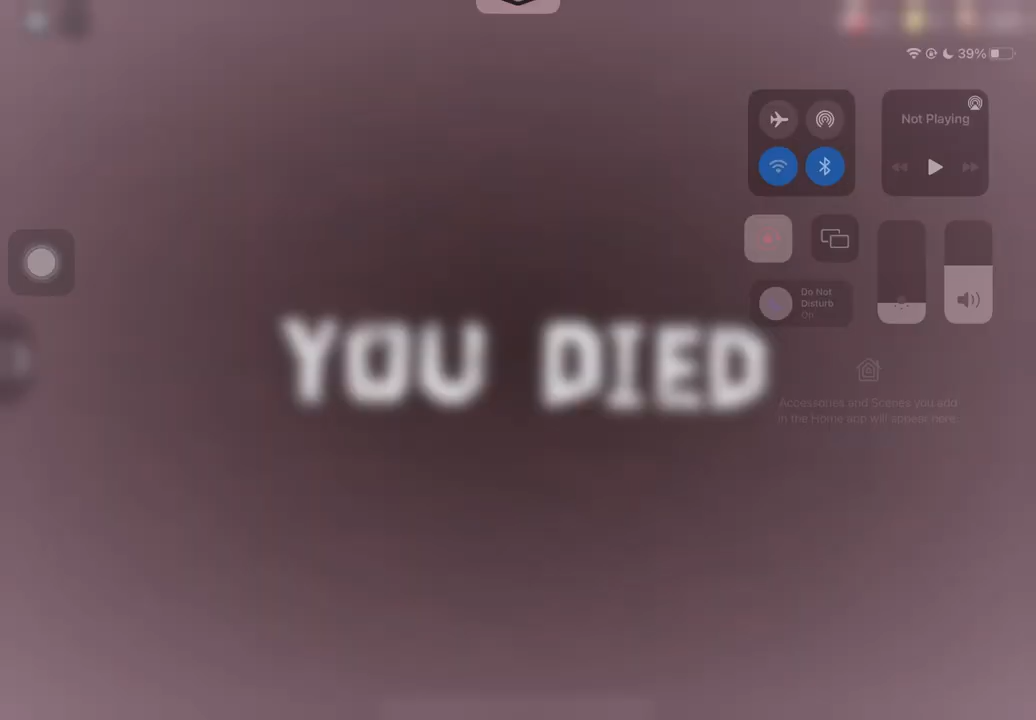 39%
Not Playing
Do Not
Disturb
On
YOU DIED
Accessories and Scenes you add
in the Home app will appear here.